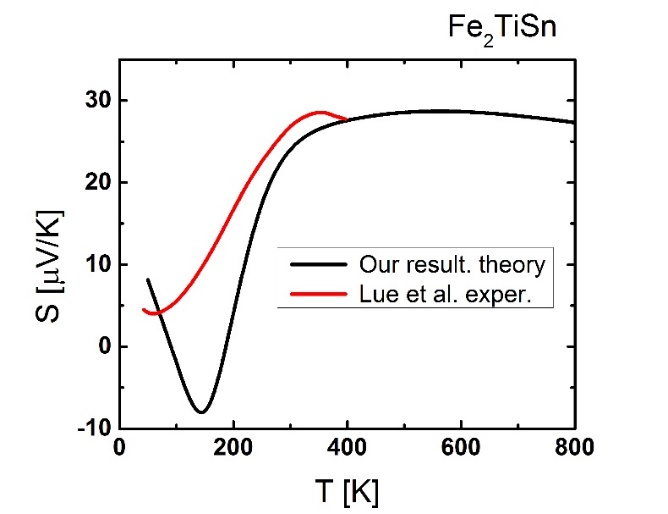 Fe₂TiSn
30
20
10
0
-10
0 200 400 600 800
S [μV/K]
T [K]
Our result. theory
Lue et al. exper.